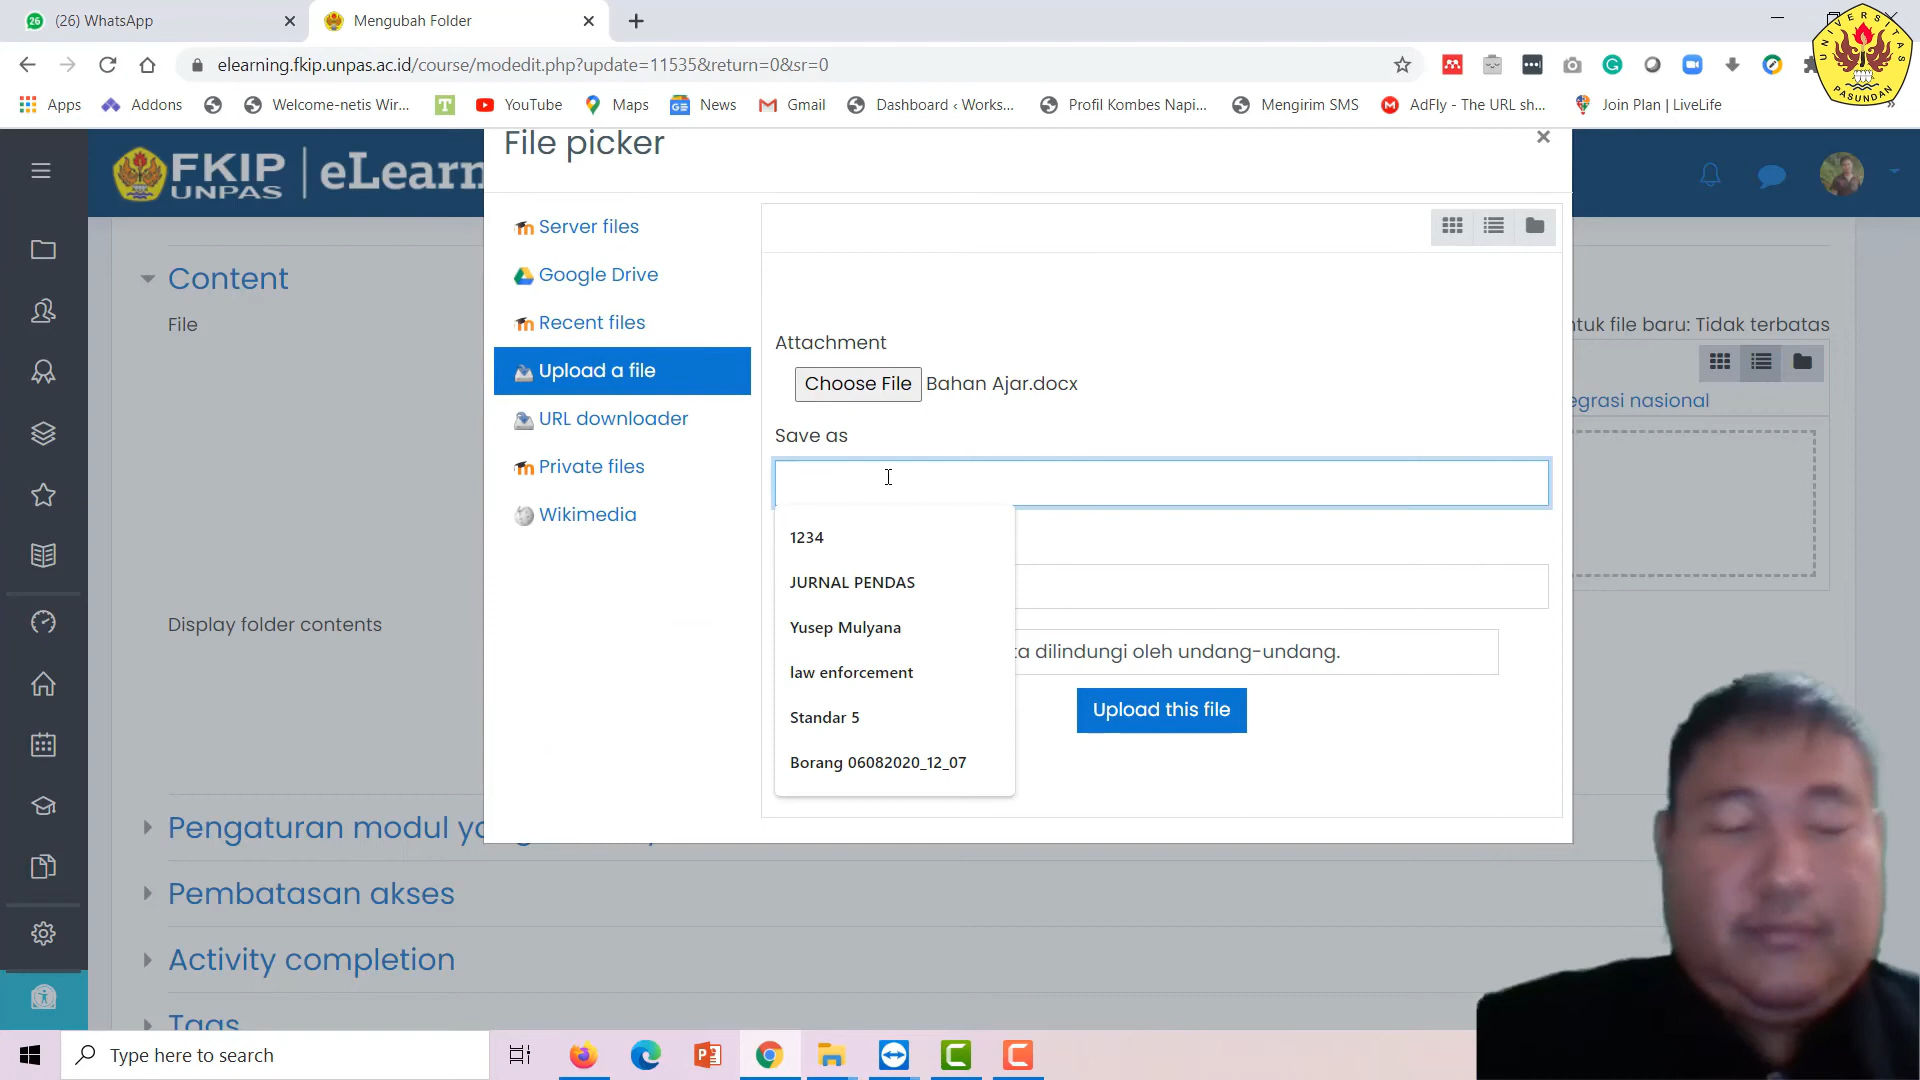 (26) WhatsApp
Mengubah Folder
elearning.fkip.unpas.ac.id/course/modedit.php?update=11535&return=0&sr=0
Apps
Addons
Welcome-netis Wir...
YouTube
Maps
News
Gmail
Dashboard ‹ Works...
Profil Kombes Napi...
Mengirim SMS
AdFly - The URL sh...
Join Plan | LiveLife
UNIVERSITAS
PASUNDAN
FKIP
UNPAS
eLearn
File picker
Server files
Google Drive
Recent files
Upload a file
URL downloader
Private files
Wikimedia
Attachment
Choose File Bahan Ajar.docx
Save as
1234
JURNAL PENDAS
Yusep Mulyana
law enforcement
Standar 5
Borang 06082020_12_07
ta dilindungi oleh undang-undang.
Upload this file
Content
File
ntuk file baru: Tidak terbatas
egrasi nasional
Display folder contents
Pengaturan modul
Pembatasan akses
Activity completion
Tags
Type here to search